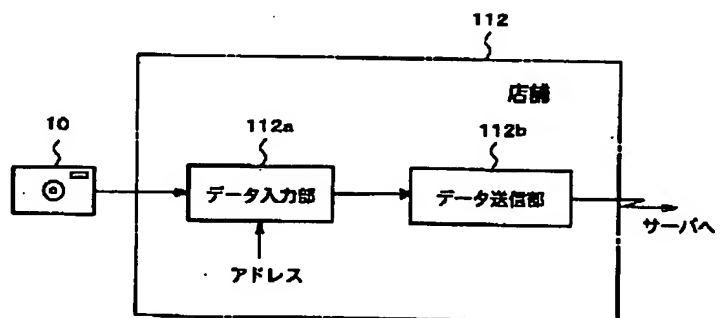 112
店舗
10
112a
112b
データ入力部
データ送信部
サーバへ
アドレス